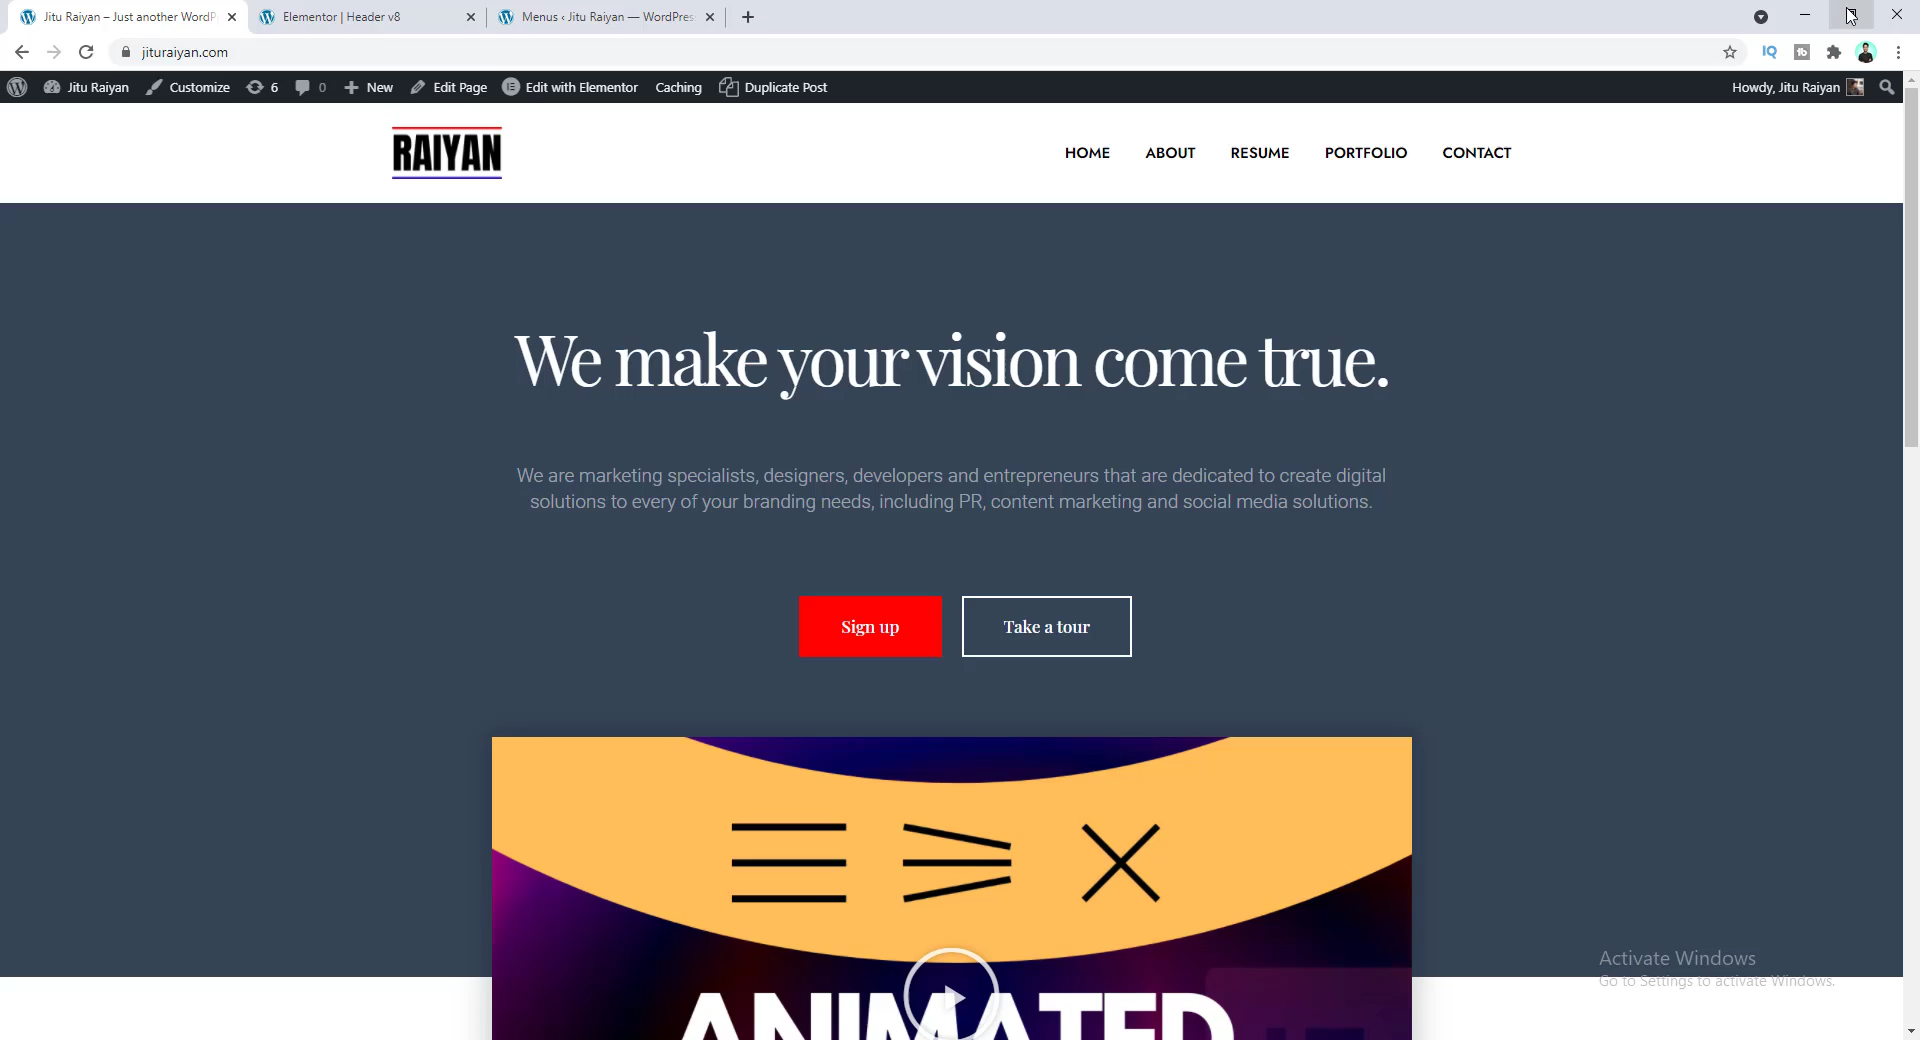 Jitu Raiyan – Just another WordP
Elementor | Header v8
Menus ‹ Jitu Raiyan — WordPres
jituraiyan.com
IQ
tb
Jitu Raiyan
Customize
6
0
New
Edit Page
Edit with Elementor
Caching
Duplicate Post
Howdy, Jitu Raiyan
RAIYAN
HOME
ABOUT
RESUME
PORTFOLIO
CONTACT
We make your vision come true.
We are marketing specialists, designers, developers and entrepreneurs that are dedicated to create digital
solutions to every of your branding needs, including PR, content marketing and social media solutions.
Sign up
Take a tour
ANIMATED
Activate Windows
Go to Settings to activate Windows.